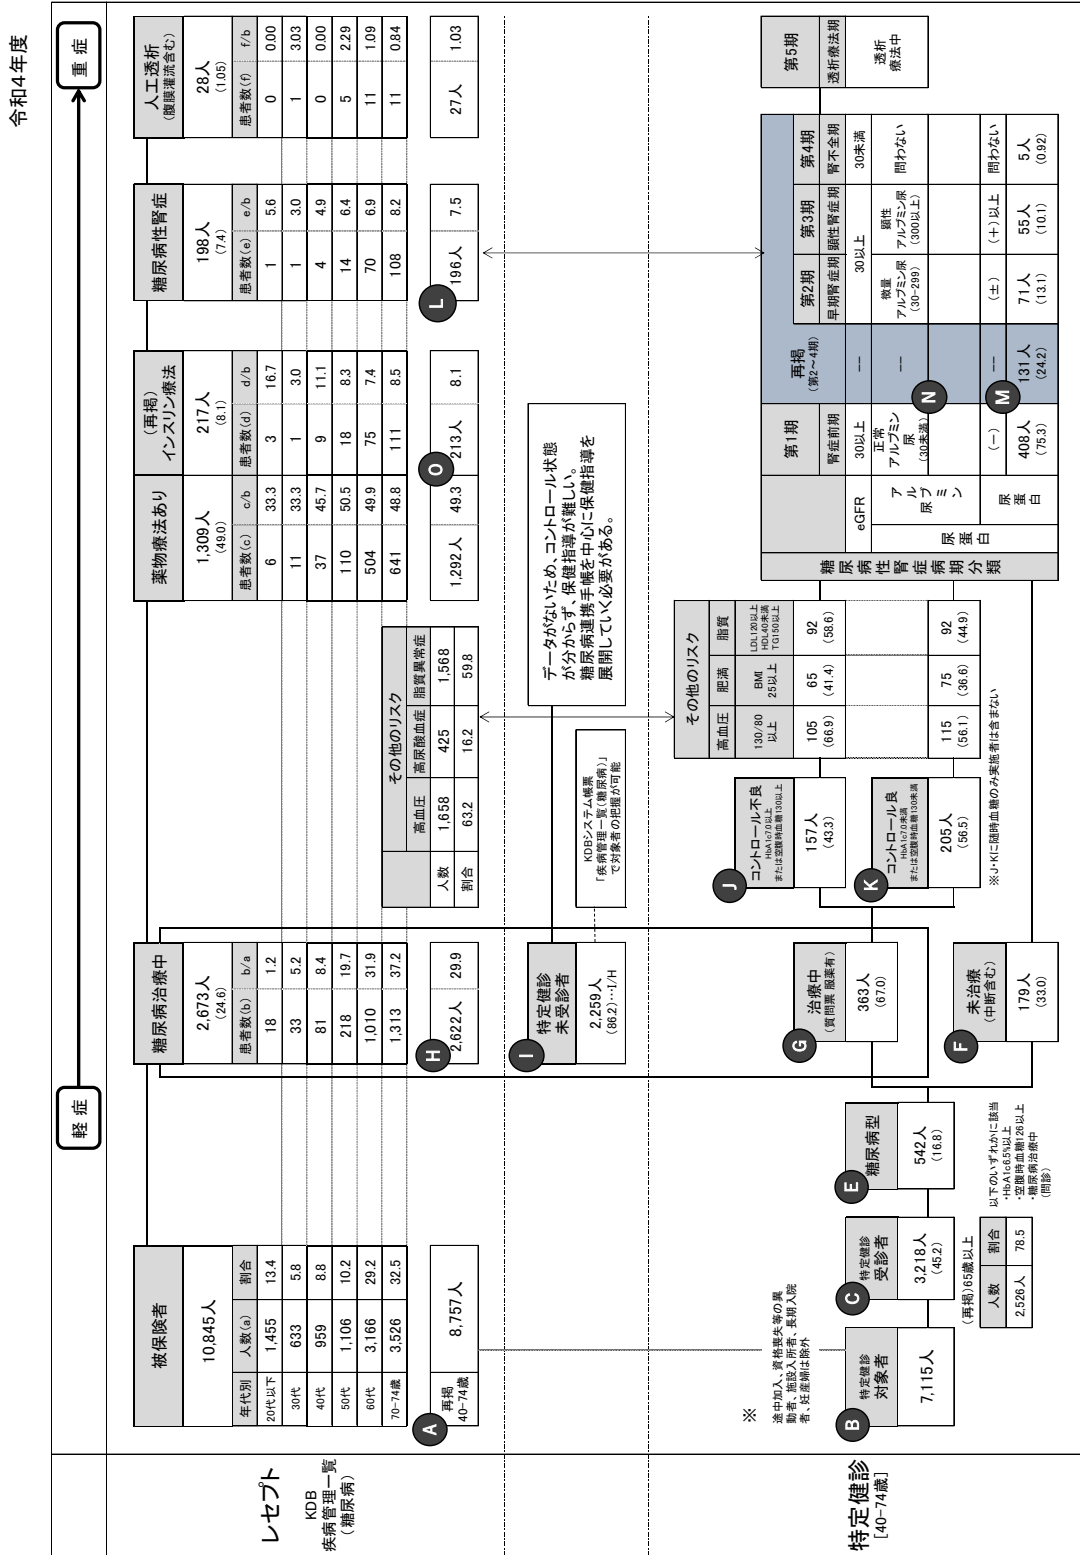 令和4年度
軽症
重症
レセプト
KDB
疾病管理一覧
(糖尿病)
被保険者
10,845人
年代別 人数(a) 割合
20代以下 1,455 13.4
30代 633 5.8
40代 959 8.8
50代 1,106 10.2
60代 3,166 29.2
70-74歳 3,526 32.5
A
再掲
40-74歳
8,757人
糖尿病治療中
2,673人
(24.6)
患者数(b) b/a
18 1.2
33 5.2
81 8.4
218 19.7
1,010 31.9
1,313 37.2
H
2,622人 29.9
薬物療法あり
1,309人
(49.0)
患者数(c) c/b
6 33.3
11 33.3
37 45.7
110 50.5
504 49.9
641 48.8
1,292人 49.3
(再掲)
インスリン療法
217人
(8.1)
患者数(d) d/b
3 16.7
1 3.0
9 11.1
18 8.3
75 7.4
111 8.5
O
213人 8.1
糖尿病性腎症
198人
(7.4)
患者数(e) e/b
1 5.6
1 3.0
4 4.9
14 6.4
70 6.9
108 8.2
L
196人 7.5
人工透析
(腹膜灌流含む)
28人
(1.05)
患者数(f) f/b
0 0.00
1 3.03
0 0.00
5 2.29
11 1.09
11 0.84
27人 1.03
その他のリスク
高血圧 高尿酸血症 脂質異常症
人数 1,658 425 1,568
割合 63.2 16.2 59.8
I
特定健診
未受診者
2,259人
(86.2)…I/H
KDBシステム帳票
「疾病管理一覧(糖尿病)」
で対象者の把握が可能
データがないため、コントロール状態
が分からず、保健指導が難しい。
糖尿病連携手帳を中心に保健指導を
展開していく必要がある。
特定健診
[40-74歳]
※
途中加入、資格喪失等の異
動者、施設入所者、長期入院
者、妊産婦は除外
B
特定健診
対象者
7,115人
C
特定健診
受診者
3,218人
(45.2)
(再掲)65歳以上
人数 割合
2,526人 78.5
E
糖尿病型
542人
(16.8)
以下のいずれかに該当
・HbA1c6.5%以上
・空腹時血糖126以上
・糖尿病治療中
(問診)
G
治療中
(質問票 服薬有)
363人
(67.0)
F
未治療
(中断含む)
179人
(33.0)
J
コントロール不良
HbA1c7.0以上
または空腹時血糖130以上
157人
(43.3)
K
コントロール良
HbA1c7.0未満
または空腹時血糖130未満
205人
(56.5)
※J・Kに随時血糖のみ実施者は含まない
その他のリスク
高血圧 肥満 脂質
130/80
以上
BMI
25以上
LDL120以上
HDL40未満
TG150以上
105
(66.9)
65
(41.4)
92
(58.6)
115
(56.1)
75
(36.6)
92
(44.9)
糖尿病性腎症病期分類
第1期 再掲
(第2～4期)
第2期 第3期 第4期 第5期
腎症前期 早期腎症期 顕性腎症期 腎不全期 透析療法期
eGFR 30以上 -- 30以上 30未満 透析
療法中
尿蛋白
尿アルブミン
正常
アルブミン
尿
(30未満)
--
微量
アルブミン尿
(30-299)
顕性
アルブミン尿
(300以上)
問わない
N
尿蛋白
(－) -- (±) (＋)以上 問わない
M
408人
(75.3)
131人
(24.2)
71人
(13.1)
55人
(10.1)
5人
(0.92)